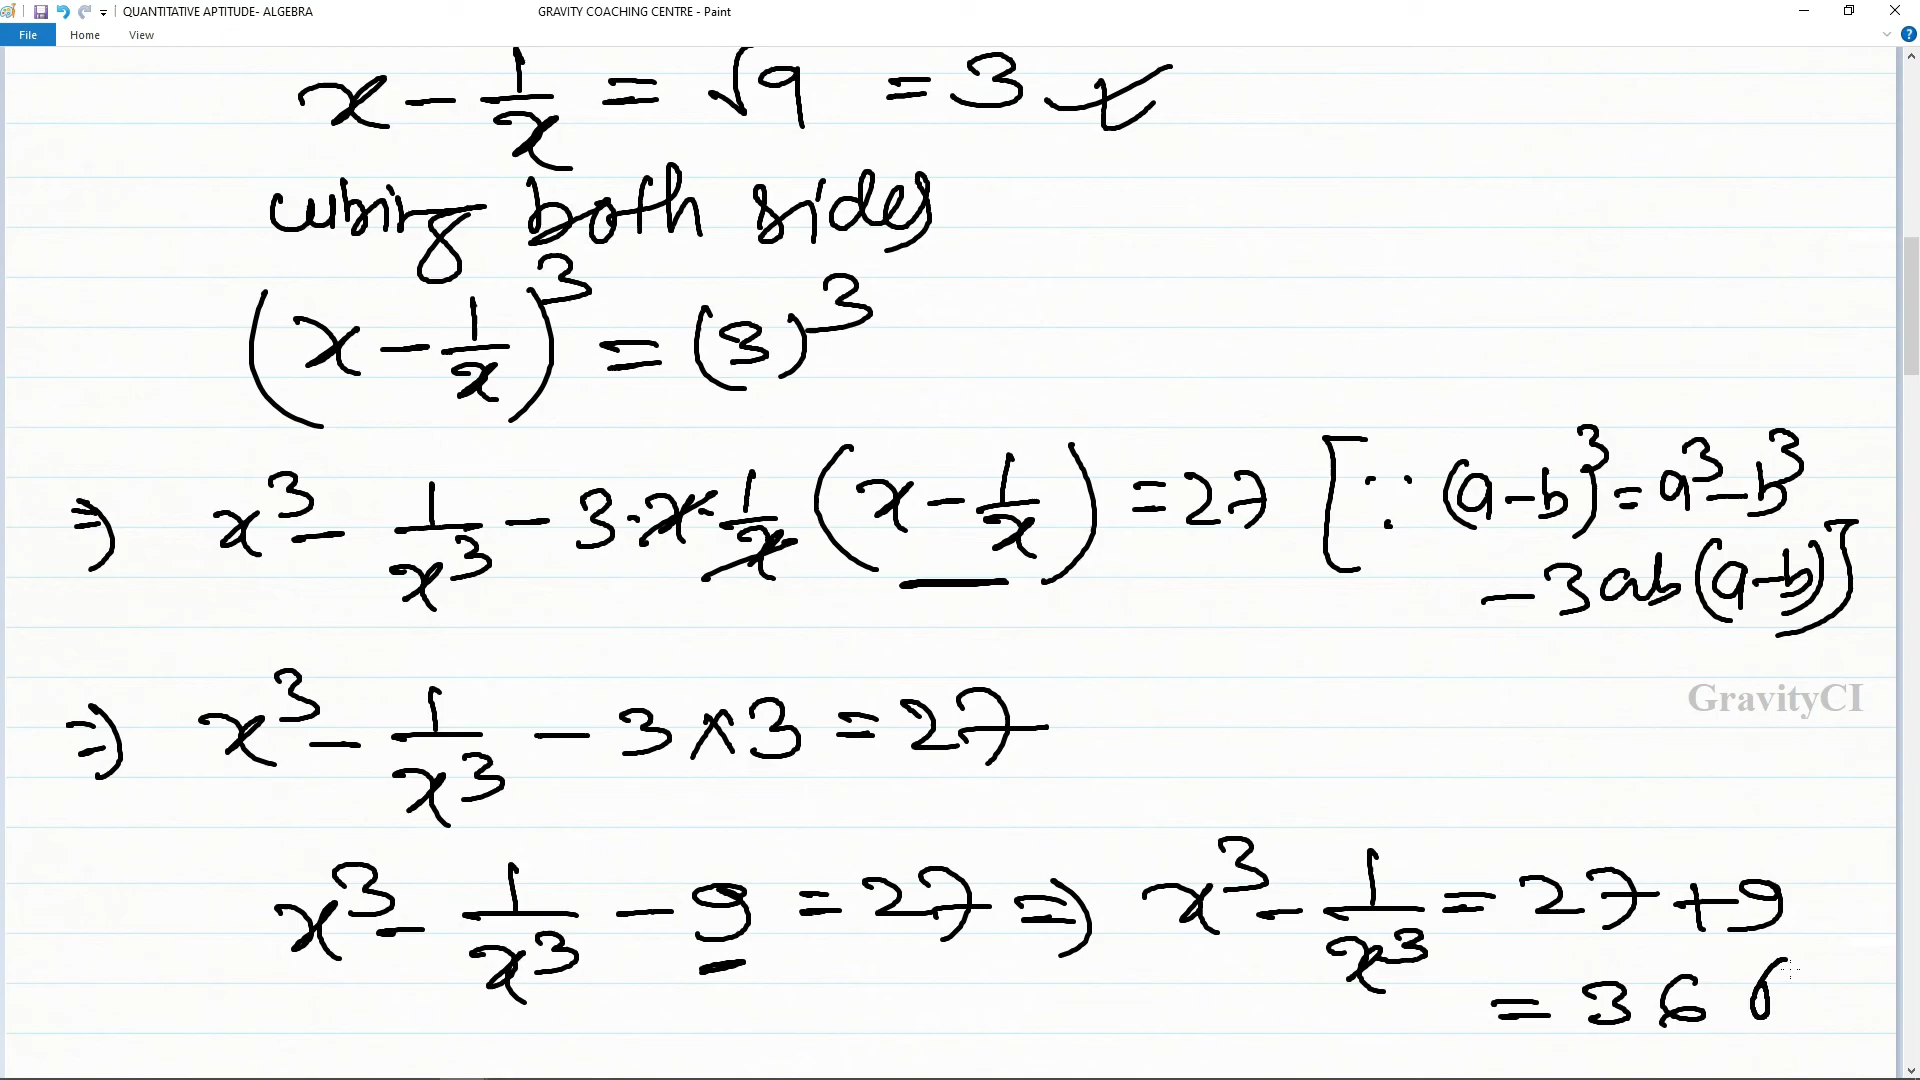 QUANTITATIVE APTITUDE- ALGEBRA GRAVITY COACHING CENTRE - Paint
File Home View
x - 1/x = √9 = 3
cubing both sides
(x - 1/x)³ = (3)³
⇒ x³ - 1/x³ - 3·x·1/x (x - 1/x) = 27 [∵ (a-b)³ = a³-b³
-3ab(a-b)]
GravityCI
⇒ x³ - 1/x³ - 3×3 = 27
x³ - 1/x³ - 9 = 27 ⇒ x³ - 1/x³ = 27+9
= 36